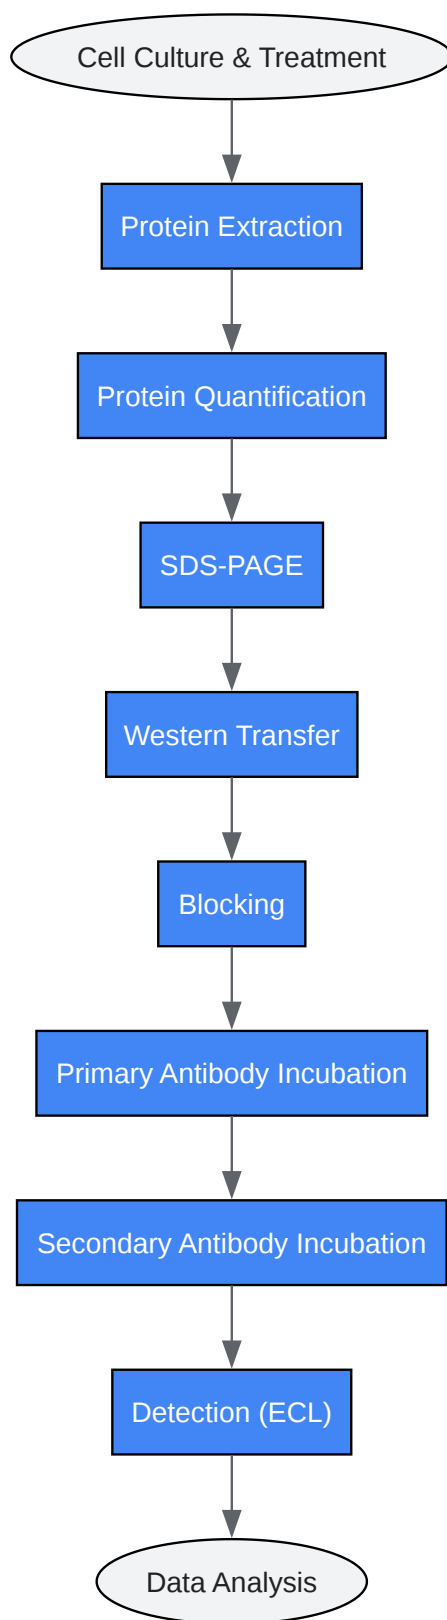 Cell Culture & Treatment
Protein Extraction
Protein Quantification
SDS-PAGE
Western Transfer
Blocking
Primary Antibody Incubation
Secondary Antibody Incubation
Detection (ECL)
Data Analysis